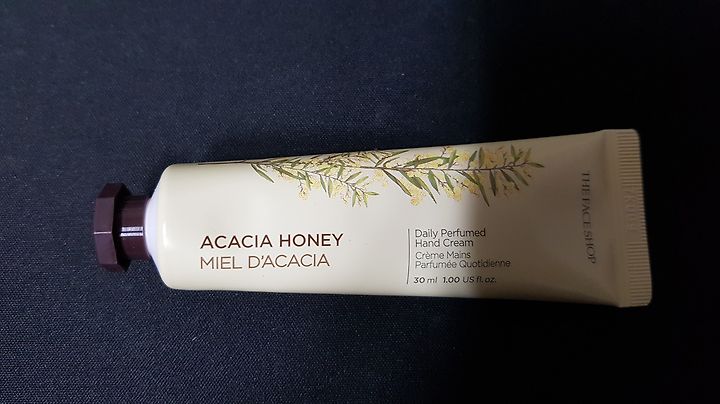 ACACIA HONEY
MIEL D'ACACIA
Daily Perfumed
Hand Cream
Crème Mains
Parfumée Quotidienne
30 ml 1.00 US fl. oz.
THE FACE SHOP